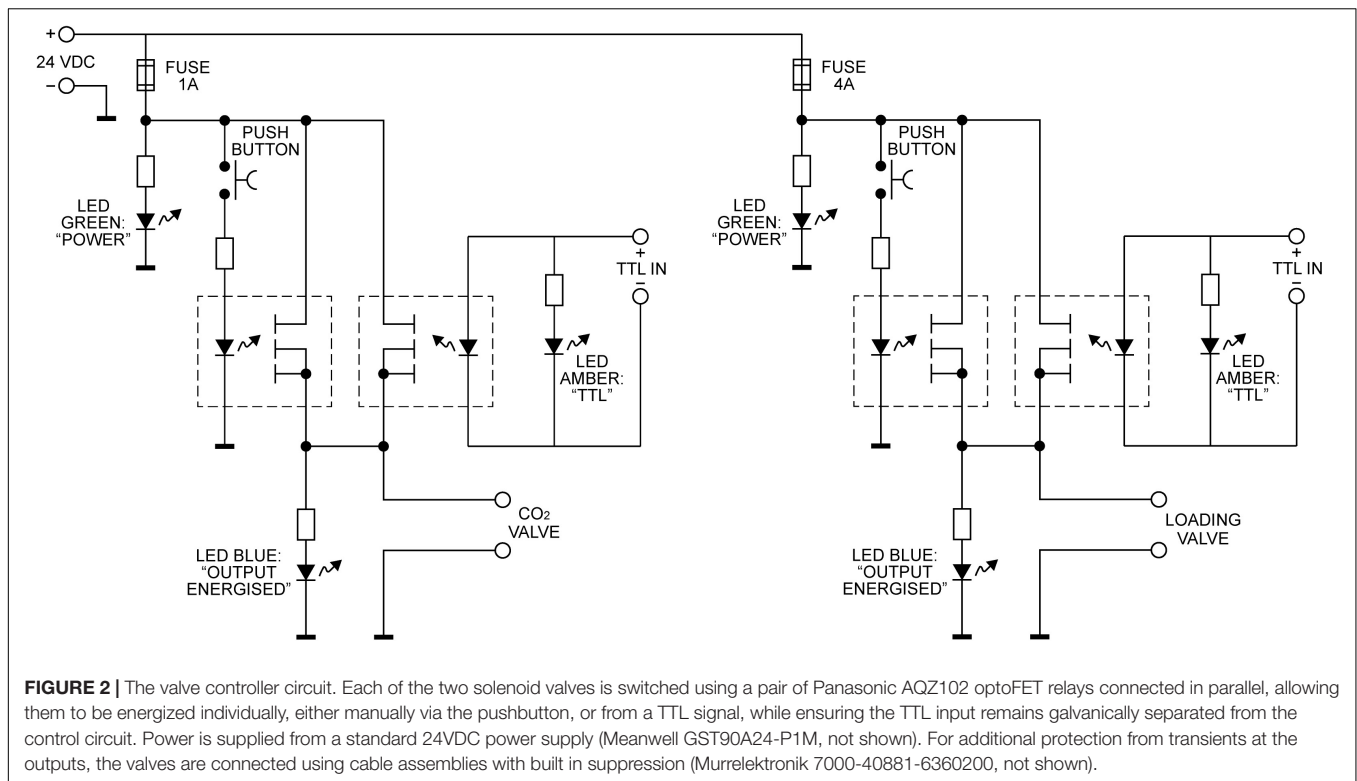 +
24 VDC
−
FUSE
1A
FUSE
4A
PUSH
BUTTON
PUSH
BUTTON
LED
GREEN:
“POWER”
LED
GREEN:
“POWER”
+
TTL IN
−
+
TTL IN
−
LED
AMBER:
“TTL”
LED
AMBER:
“TTL”
CO₂
VALVE
LOADING
VALVE
LED BLUE:
“OUTPUT
ENERGISED”
LED BLUE:
“OUTPUT
ENERGISED”
FIGURE 2 | The valve controller circuit. Each of the two solenoid valves is switched using a pair of Panasonic AQZ102 optoFET relays connected in parallel, allowing
them to be energized individually, either manually via the pushbutton, or from a TTL signal, while ensuring the TTL input remains galvanically separated from the
control circuit. Power is supplied from a standard 24VDC power supply (Meanwell GST90A24-P1M, not shown). For additional protection from transients at the
outputs, the valves are connected using cable assemblies with built in suppression (Murrelektronik 7000-40881-6360200, not shown).